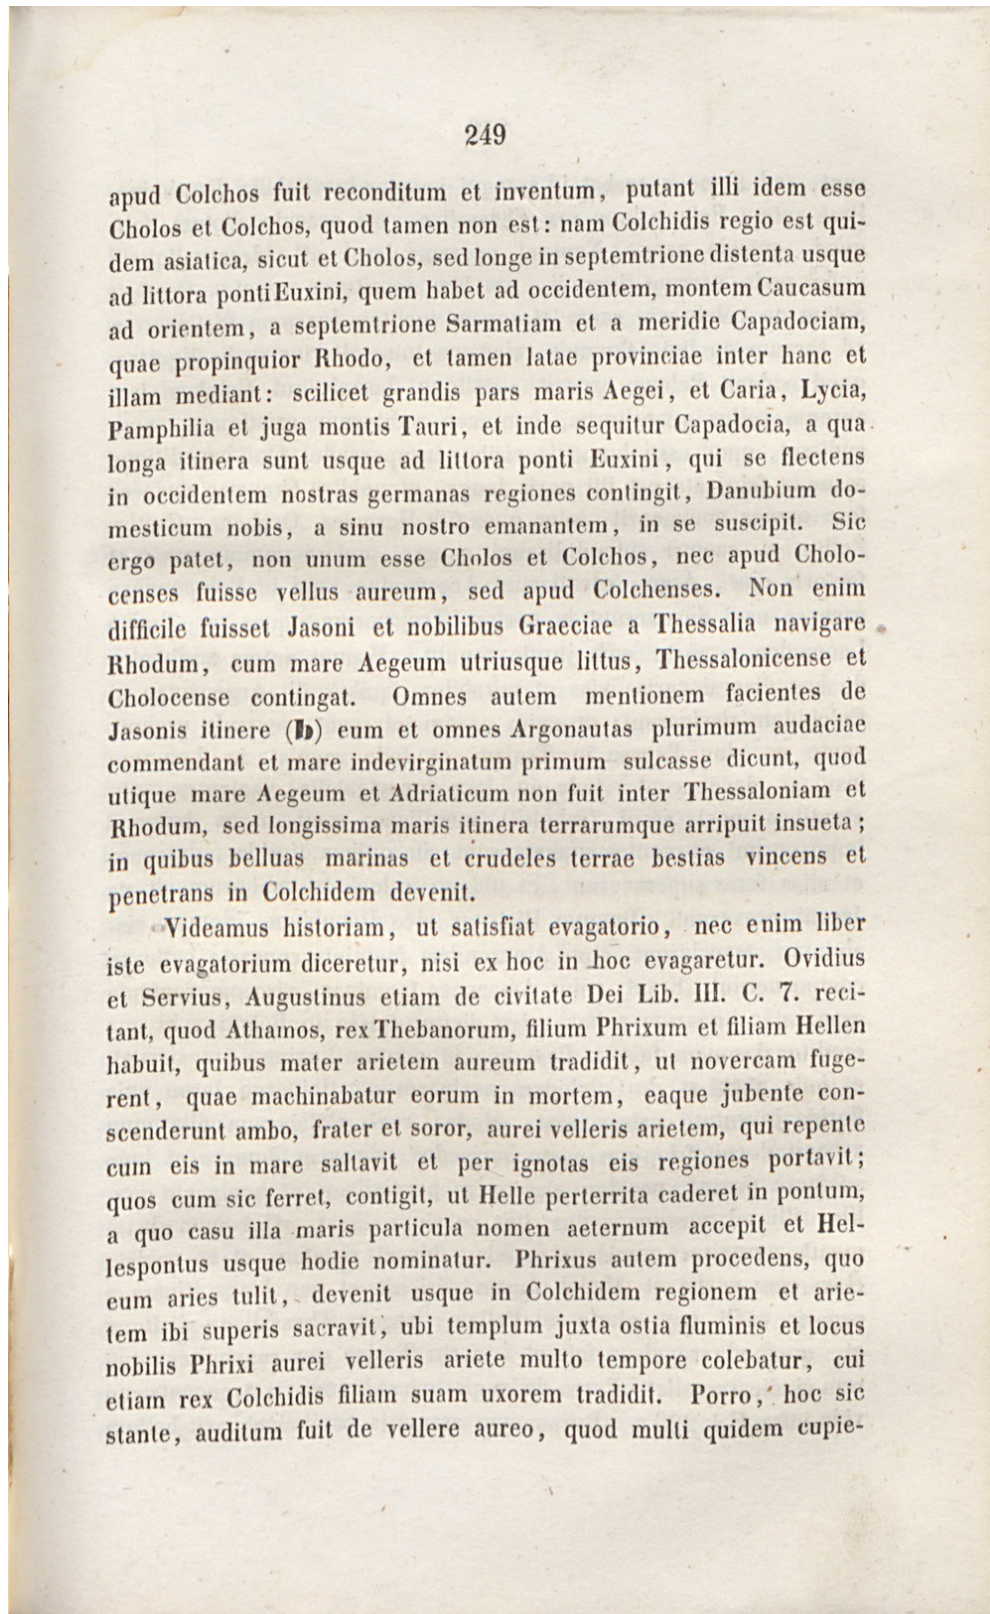 249
apud Colchos fuit reconditum et inventum, putant illi idem esse
Cholos et Colchos, quod tamen non est: nam Colchidis regio est qui-
dem asiatica, sicut et Cholos, sed longe in septemtrione distenta usque
ad littora ponti Euxini, quem habet ad occidentem, montem Caucasum
ad orientem, a septemtrione Sarmatiam et a meridie Capadociam,
quae propinquior Rhodo, et tamen latae provinciae inter hanc et
illam mediant: scilicet grandis pars maris Aegei, et Caria, Lycia,
Pamphilia et juga montis Tauri, et inde sequitur Capadocia, a qua
longa itinera sunt usque ad littora ponti Euxini, qui se flectens
in occidentem nostras germanas regiones contingit, Danubium do-
mesticum nobis, a sinu nostro emanantem, in se suscipit. Sic
ergo patet, non unum esse Cholos et Colchos, nec apud Cholo-
censes fuisse vellus aureum, sed apud Colchenses. Non enim
difficile fuisset Jasoni et nobilibus Graeciae a Thessalia navigare
Rhodum, cum mare Aegeum utriusque littus, Thessalonicense et
Cholocense contingat. Omnes autem mentionem facientes de
Jasonis itinere (b) eum et omnes Argonautas plurimum audaciae
commendant et mare indevirginatum primum sulcasse dicunt, quod
utique mare Aegeum et Adriaticum non fuit inter Thessaloniam et
Rhodum, sed longissima maris itinera terrarumque arripuit insueta;
in quibus belluas marinas et crudeles terrae bestias vincens et
penetrans in Colchidem devenit.
Videamus historiam, ut satisfiat evagatorio, nec enim liber
iste evagatorium diceretur, nisi ex hoc in hoc evagaretur. Ovidius
et Servius, Augustinus etiam de civitate Dei Lib. III. C. 7. reci-
tant, quod Athamos, rex Thebanorum, filium Phrixum et filiam Hellen
habuit, quibus mater arietem aureum tradidit, ut novercam fuge-
rent, quae machinabatur eorum in mortem, eaque jubente con-
scenderunt ambo, frater et soror, aurei velleris arietem, qui repente
cum eis in mare saltavit et per ignotas eis regiones portavit;
quos cum sic ferret, contigit, ut Helle perterrita caderet in pontum,
a quo casu illa maris particula nomen aeternum accepit et Hel-
lespontus usque hodie nominatur. Phrixus autem procedens, quo
eum aries tulit, devenit usque in Colchidem regionem et arie-
tem ibi superis sacravit, ubi templum juxta ostia fluminis et locus
nobilis Phrixi aurei velleris ariete multo tempore colebatur, cui
etiam rex Colchidis filiam suam uxorem tradidit. Porro, hoc sic
stante, auditum fuit de vellere aureo, quod multi quidem cupie-